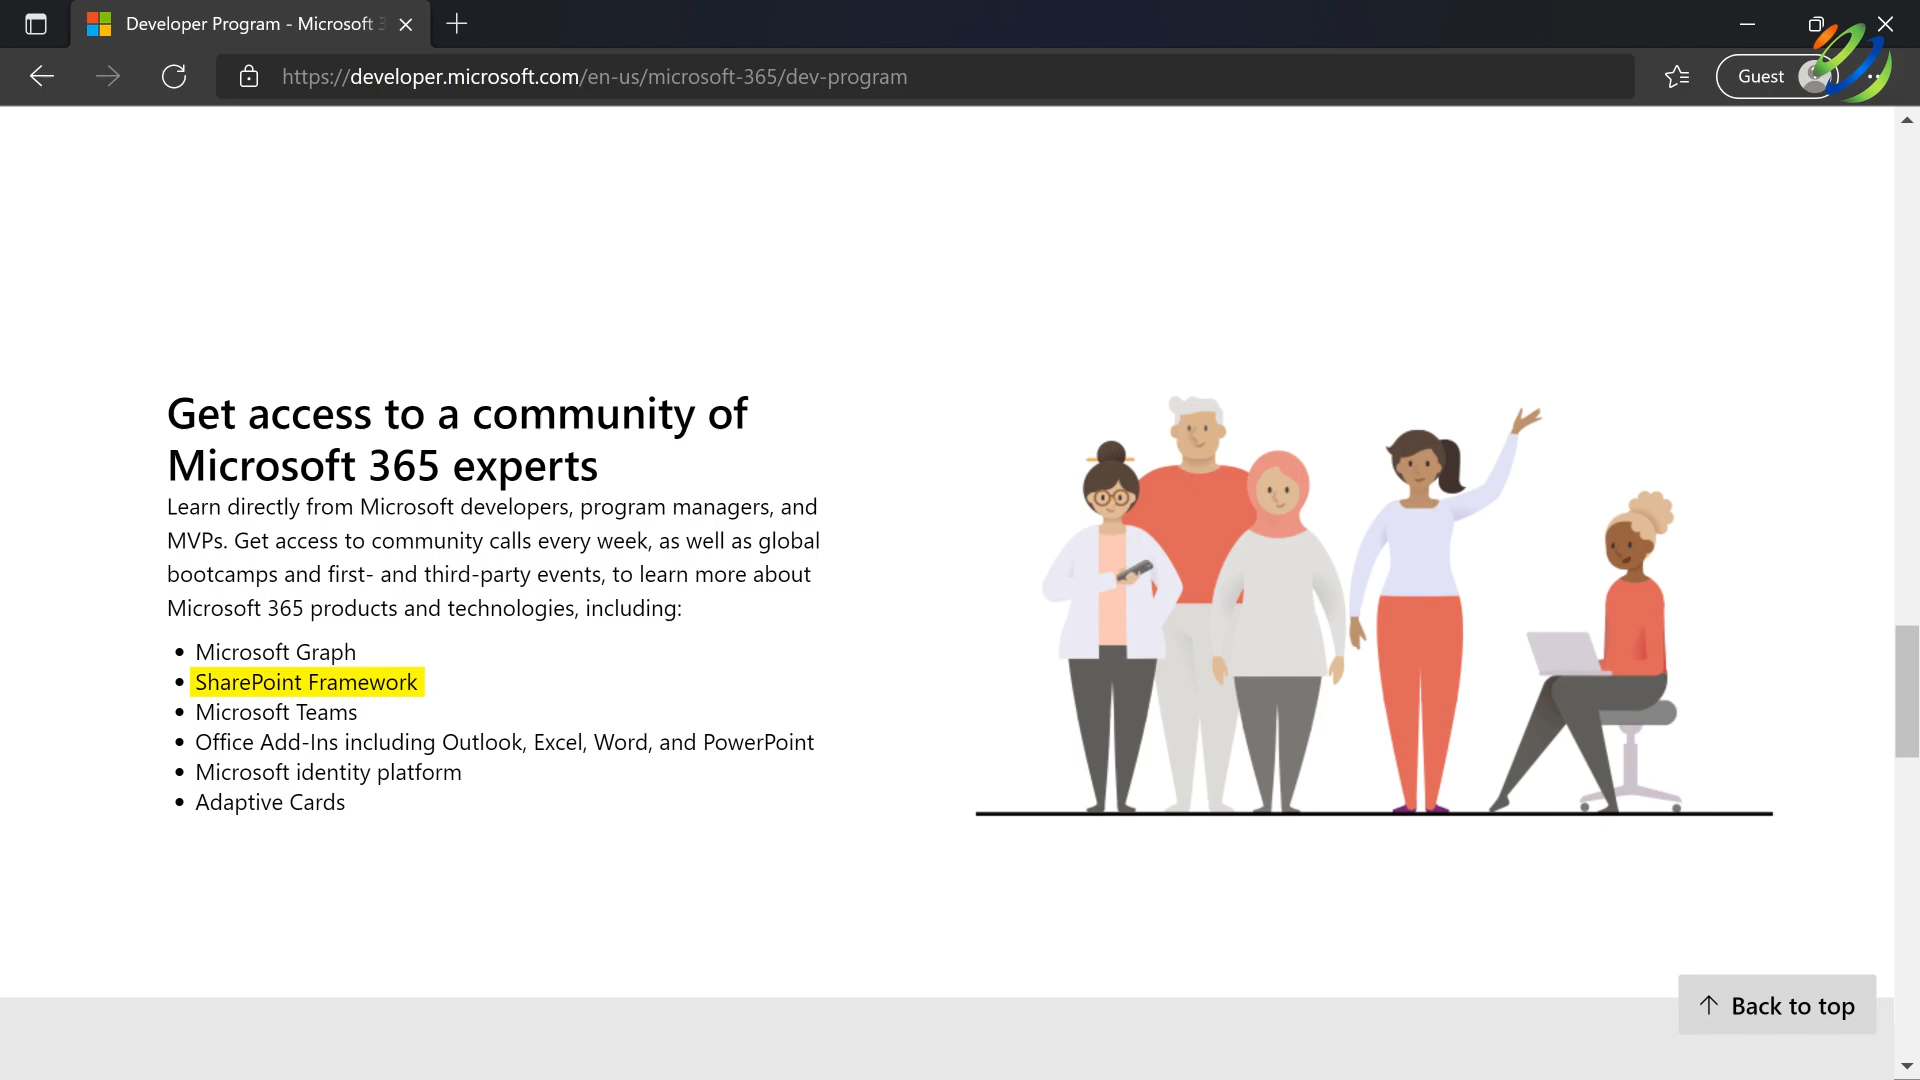 Developer Program - Microsoft 3
https://developer.microsoft.com/en-us/microsoft-365/dev-program
Guest
Get access to a community of
Microsoft 365 experts
Learn directly from Microsoft developers, program managers, and
MVPs. Get access to community calls every week, as well as global
bootcamps and first- and third-party events, to learn more about
Microsoft 365 products and technologies, including:
• Microsoft Graph
• SharePoint Framework
• Microsoft Teams
• Office Add-Ins including Outlook, Excel, Word, and PowerPoint
• Microsoft identity platform
• Adaptive Cards
Back to top